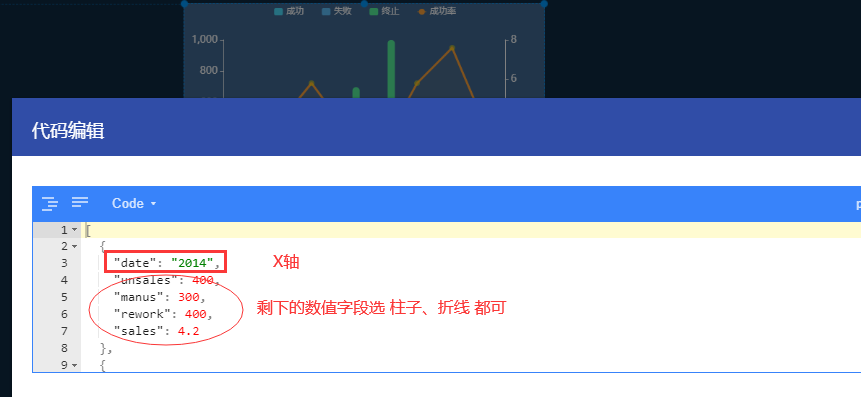 成功 失败 终止 成功率
1,000 8
800 6
代码编辑
Code
1 [
2 {
3 "date": "2014", X轴
4 "unsales": 400,
5 "manus": 300,
6 "rework": 400, 剩下的数值字段选 柱子、折线 都可
7 "sales": 4.2
8 },
9 {